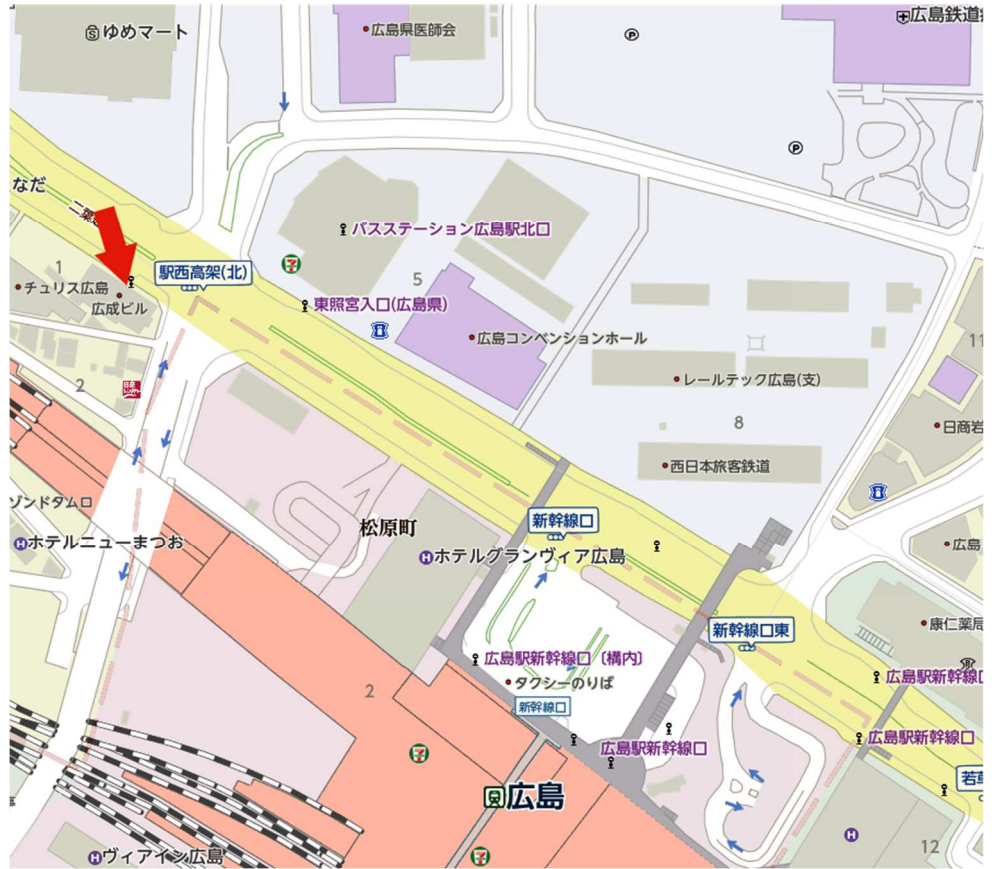 ゆめマート
広島県医師会
広島鉄道
なだ
二葉通
1
チュリス広島
広成ビル
駅西高架(北)
バスステーション広島駅北口
5
東照宮入口(広島県)
広島コンベンションホール
レールテック広島(支)
11
2
8
日商岩
西日本旅客鉄道
ゾンドタムロ
ホテルニューまつお
松原町
新幹線口
ホテルグランヴィア広島
広島
新幹線口東
康仁薬局
広島駅新幹線口〔構内〕
タクシーのりば
広島駅新幹線口
2
新幹線口
広島駅新幹線口
広島駅新幹線口
広島
若草
12
ヴィアイン広島